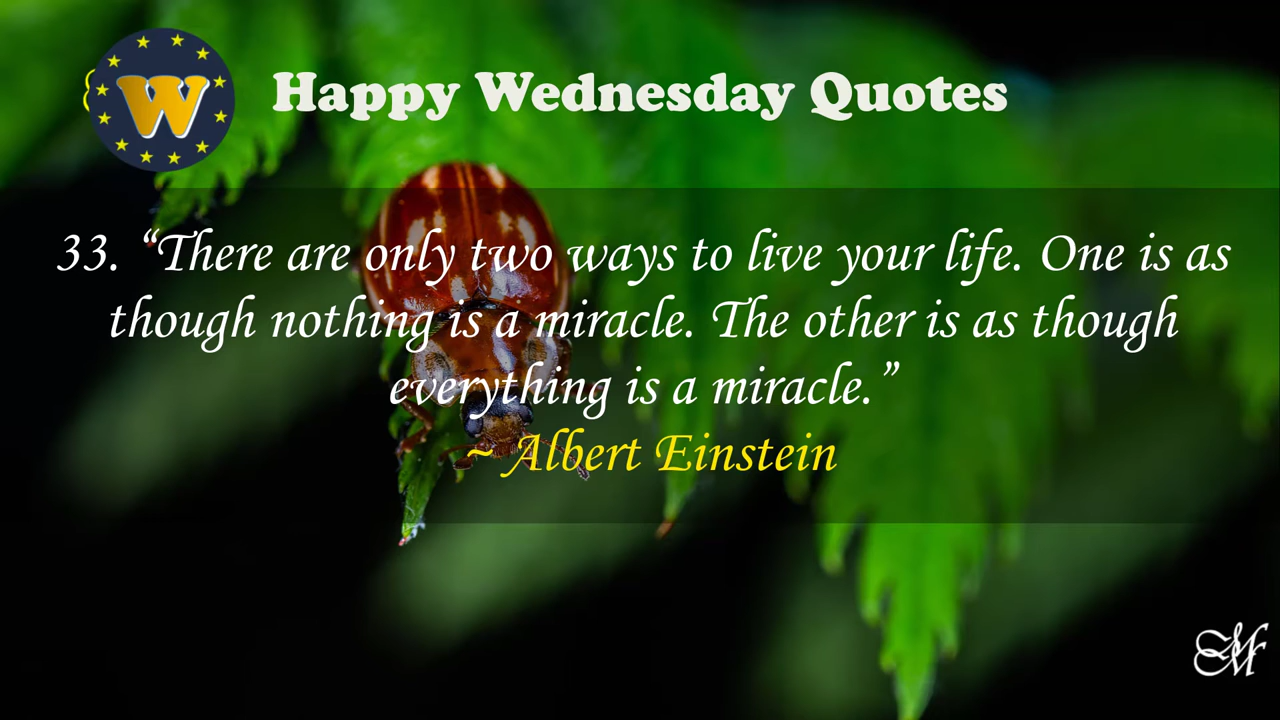 W
Happy Wednesday Quotes
33. “There are only two ways to live your life. One is as
though nothing is a miracle. The other is as though
everything is a miracle.”
~ Albert Einstein